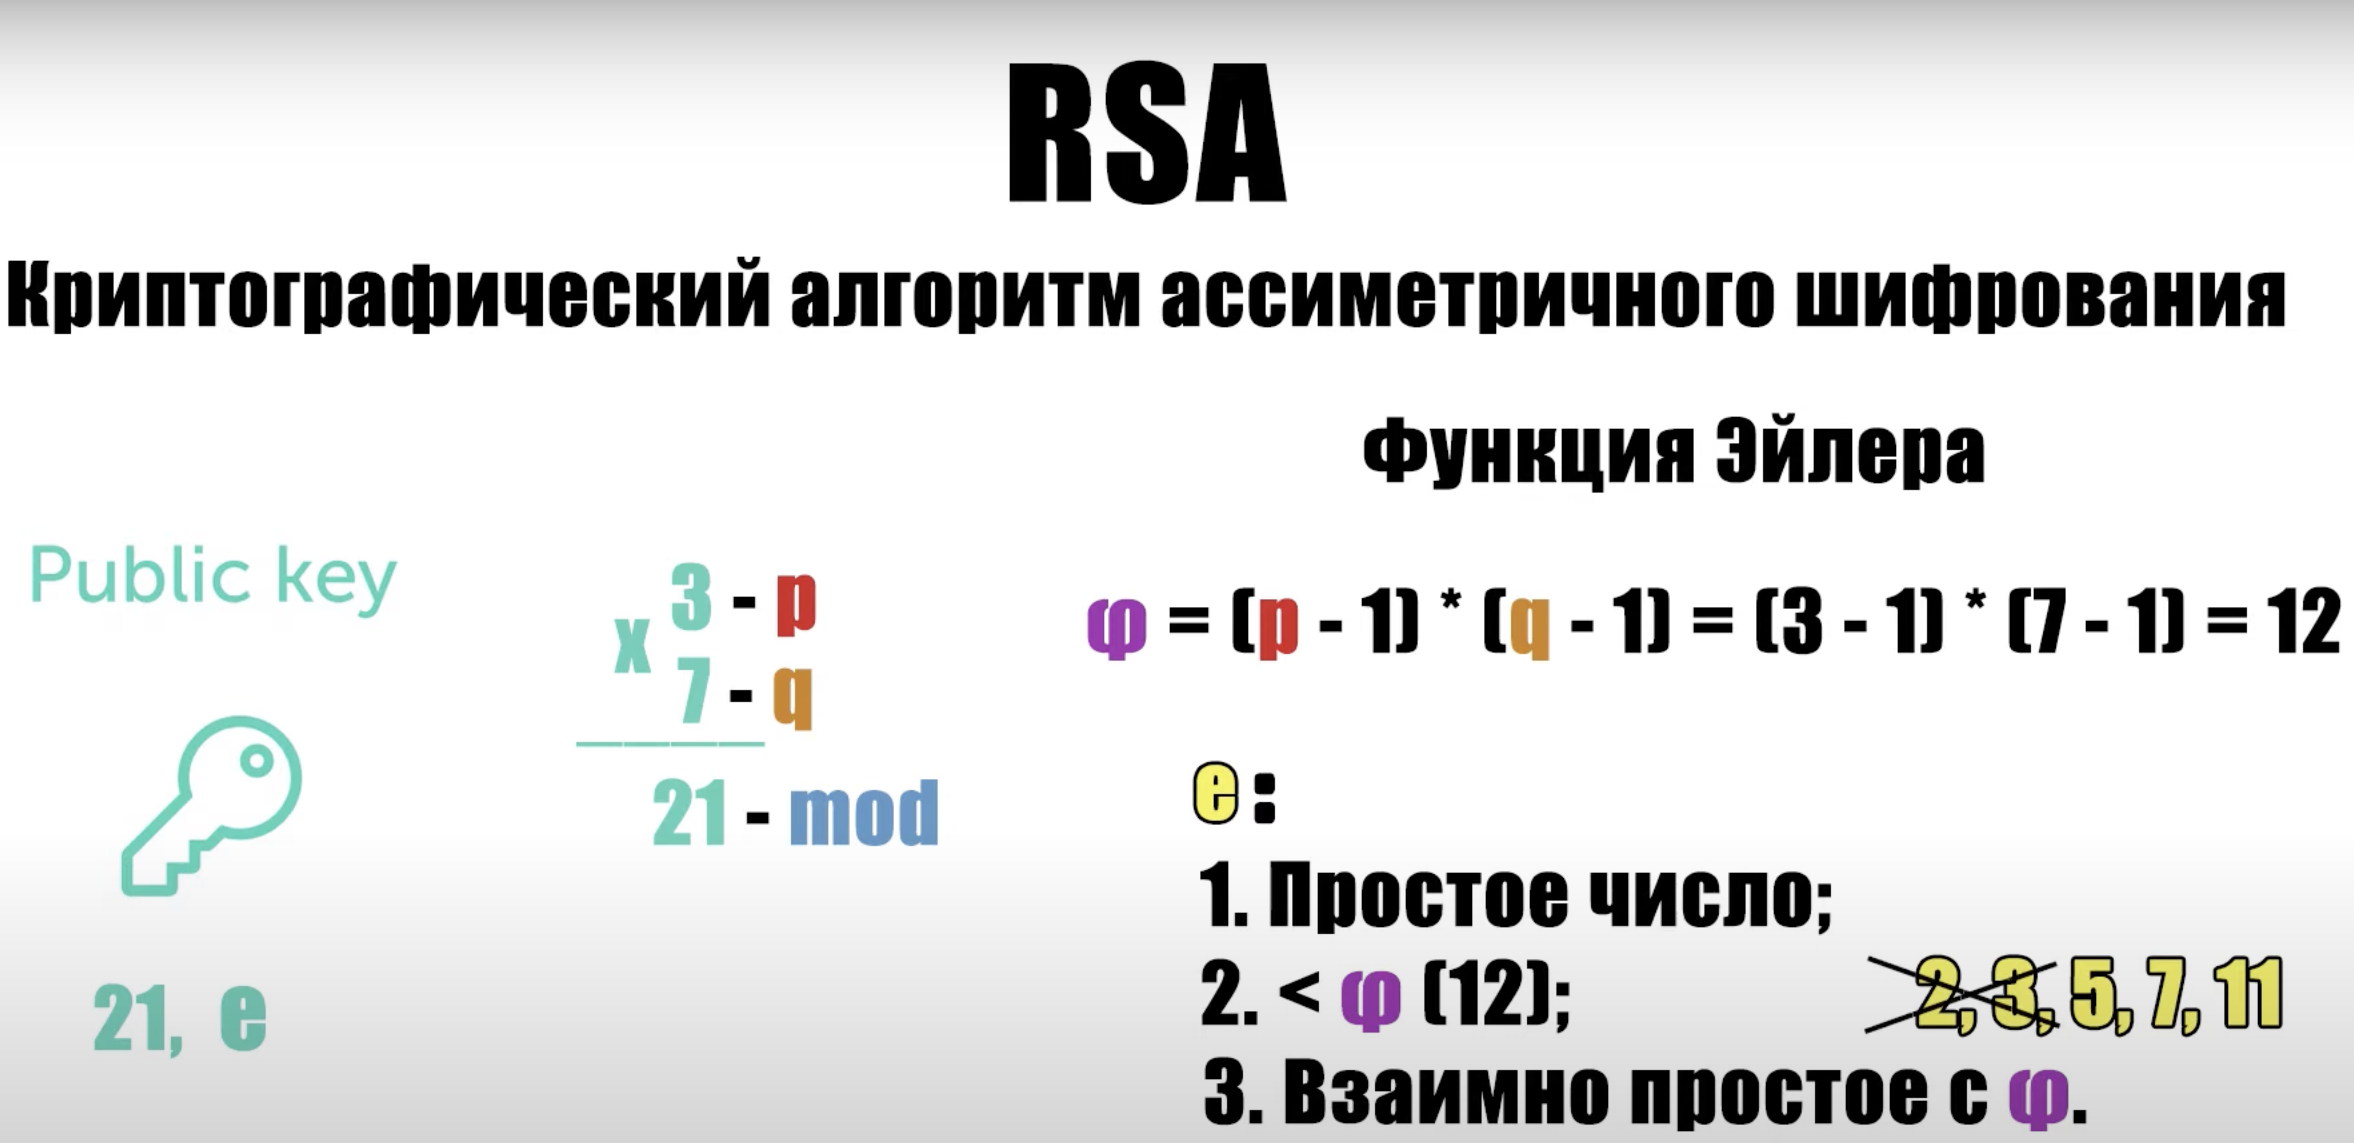 RSA
Криптографический алгоритм ассиметричного шифрования
Функция Эйлера
Public key
3 - p
x
7 - q
21 - mod
φ = (p - 1) * (q - 1) = (3 - 1) * (7 - 1) = 12
e:
1. Простое число;
2. < φ (12);
2, 3, 5, 7, 11
3. Взаимно простое с φ.
21, e